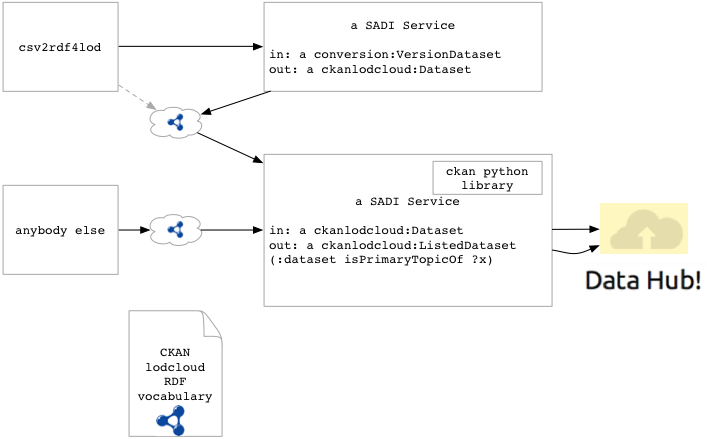 csv2rdf4lod
a SADI Service
in: a conversion:VersionDataset
out: a ckanlodcloud:Dataset
ckan python
library
a SADI Service
anybody else
in: a ckanlodcloud:Dataset
out: a ckanlodcloud:ListedDataset
(:dataset isPrimaryTopicOf ?x)
Data Hub!
CKAN
lodcloud
RDF
vocabulary